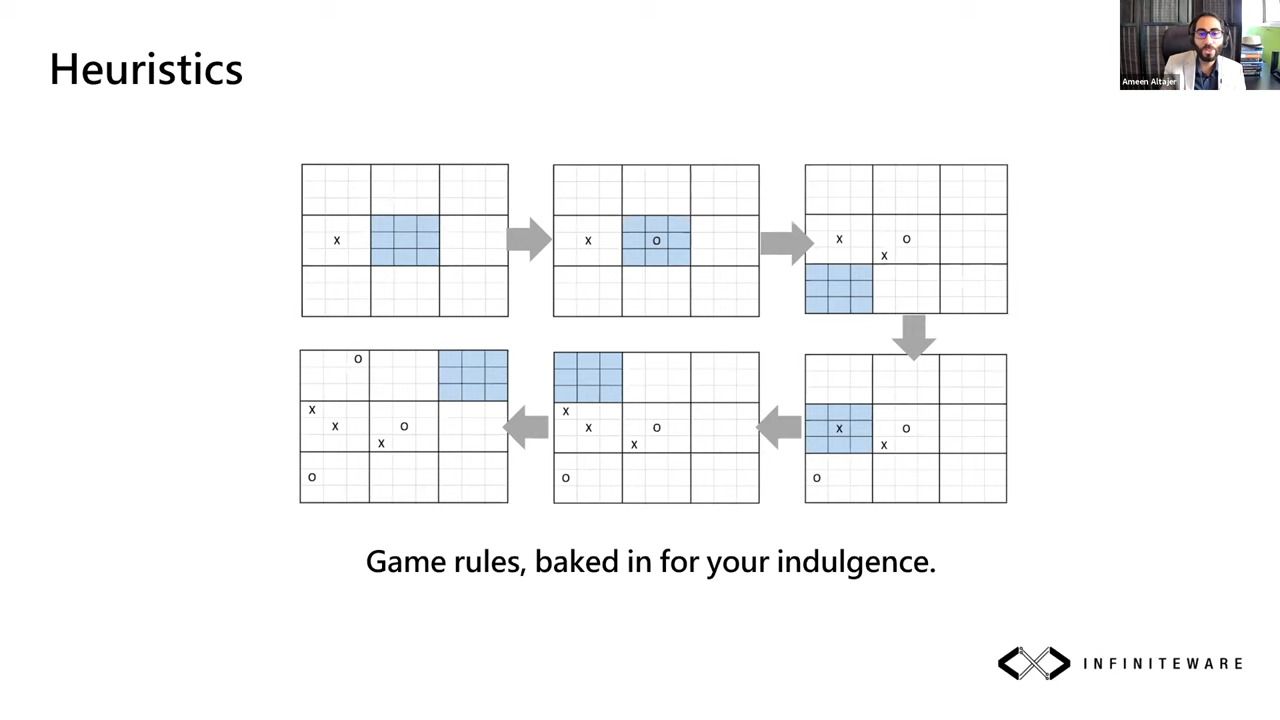 Heuristics
Ameen Altajer
X
X
O
X
O
X
O
X
X
X
O
X
O
X
X
O
X
O
X
O
X
O
Game rules, baked in for your indulgence.
INFINITEWARE